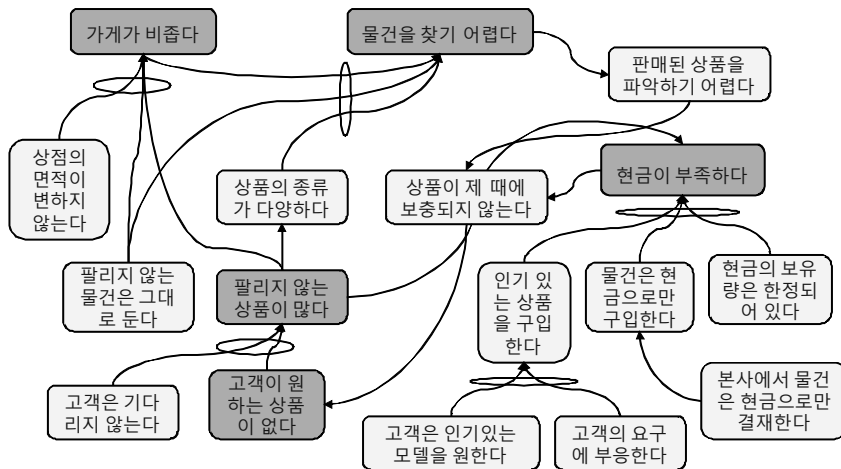 가게가 비좁다
물건을 찾기 어렵다
판매된 상품을
파악하기 어렵다
상점의
면적이
변하지
않는다
상품의 종류
가 다양하다
상품이 제 때에
보충되지 않는다
현금이 부족하다
팔리지 않는
물건은 그대
로 둔다
팔리지 않는
상품이 많다
인기 있
는 상품
을 구입
한다
물건은 현
금으로만
구입한다
현금의 보유
량은 한정되
어 있다
고객은 기다
리지 않는다
고객이 원
하는 상품
이 없다
고객은 인기있는
모델을 원한다
고객의 요구
에 부응한다
본사에서 물건
은 현금으로만
결재한다